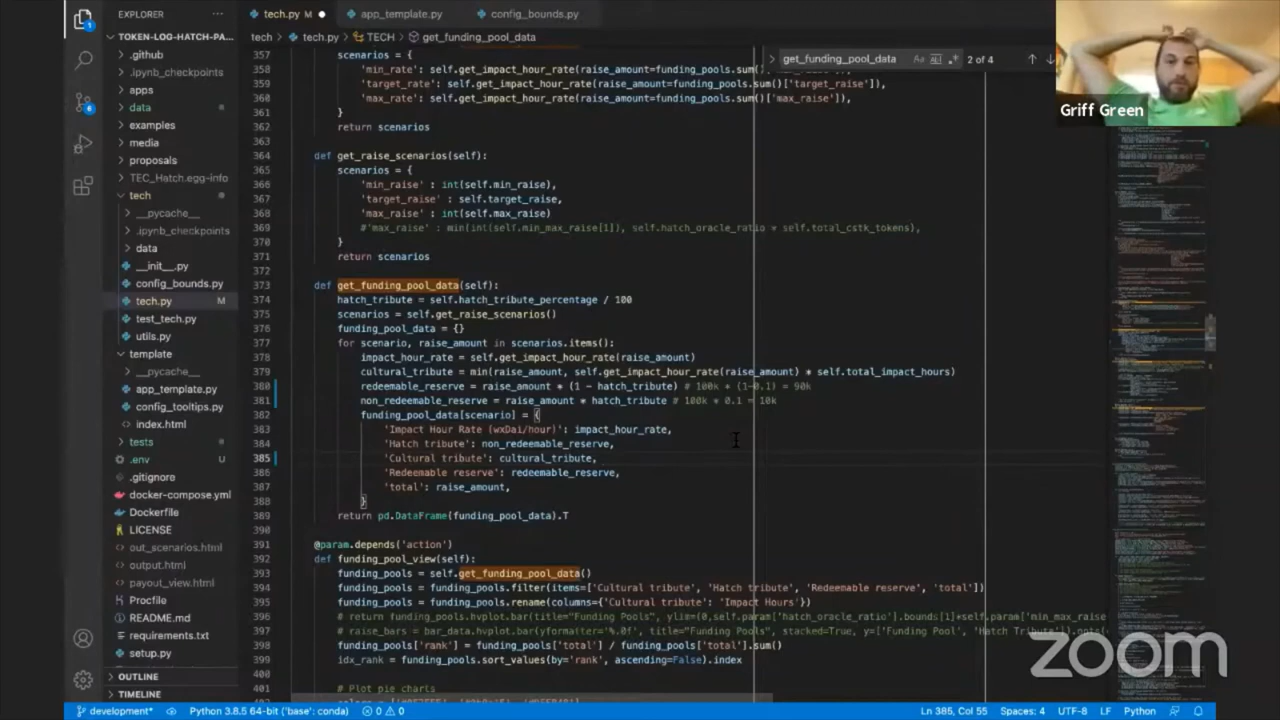 EXPLORER
tech.py M
app_template.py
config_bounds.py
TOKEN-LOG-HATCH-PA...
tech > tech.py > TECH > get_funding_pool_data
get_funding_pool_data
2 of 4
Griff Green
.github
.ipynb_checkpoints
apps
data
examples
media
proposals
TEC_Hatch.egg-info
tech
__pycache__
.ipynb_checkpoints
data
__init__.py
config_bounds.py
tech.py M
test_tech.py
utils.py
template
__pycache__
app_template.py
config_tooltips.py
index.html
tests
.env U
.gitignore
docker-compose.yml
Dockerfile
LICENSE
out_scenarios.html
output.html
payout_view.html
Procfile
README.md
requirements.txt
setup.py
OUTLINE
TIMELINE
357 scenarios = {
358 'min_rate': self.get_impact_hour_rate(raise_amount=funding_pools.sum()
359 'target_rate': self.get_impact_hour_rate(raise_amount=funding_pools.sum()['target_raise']),
360 'max_rate': self.get_impact_hour_rate(raise_amount=funding_pools.sum()['max_raise']),
361 }
362 return scenarios
363
364 def get_raise_scenarios(self):
365 scenarios = {
366 'min_raise' : int(self.min_raise),
367 'target_raise' : self.target_raise,
368 'max_raise' : int(self.max_raise)
369 #'max_raise' : min(int(self.min_max_raise[1]), self.hatch_oracle_ratio * self.total_cstk_tokens),
370 }
371 return scenarios
372
373 def get_funding_pool_data(self):
374 hatch_tribute = self.hatch_tribute_percentage / 100
375 scenarios = self.get_raise_scenarios()
376 funding_pool_data = {}
377 for scenario, raise_amount in scenarios.items():
378 impact_hour_rate = self.get_impact_hour_rate(raise_amount)
379 cultural_tribute = min(raise_amount, self.get_impact_hour_rate(raise_amount) * self.total_impact_hours)
380 redeemable_reserve = raise_amount * (1 - hatch_tribute) # 100k * (1-0.1) = 90k
381 non_redeemable_reserve = raise_amount * hatch_tribute # 100k * 0.1 = 10k
382 funding_pool_data[scenario] = {
383 'Impact Hour Rate (wxDai/hour)': impact_hour_rate,
384 'Hatch tribute': non_redeemable_reserve,
385 'Cultural tribute': cultural_tribute,
386 'Redeemable reserve': redeemable_reserve,
387 'total': raise_amount,
388 }
389 return pd.DataFrame(funding_pool_data).T
390
391 @param.depends('action')
392 def funding_pool_view(self):
393 funding_pools = self.get_funding_pool_data()
394 funding_pools = funding_pools.filter(items=['Cultural tribute', 'Hatch tribute', 'Redeemable reserve', 'total'])
395 funding_pools = funding_pools.rename(columns={'Cultural tribute': 'Impact Hours'})
396 # return funding_pools.hvplot.bar(title="Funding Pools", ylim=(0,self.param['hatch_oracle_ratio'].bounds[1]*self.param['min_max_raise
397 # raise_bars = raw_data.hvplot.bar(yformatter='%.0f', title="Funding Pools", stacked=True, y=['Funding Pool', 'Hatch Tribute']).opts(
398 funding_pools['rank'] = funding_pools['total'] / funding_pools['total'].sum()
399 idx_rank = funding_pools.sort_values(by='rank', ascending=False).index
400
401 # Plot pie charts
zoom
development*
Python 3.8.5 64-bit ('base': conda)
0 0
Ln 385, Col 55
Spaces: 4
UTF-8
LF
Python